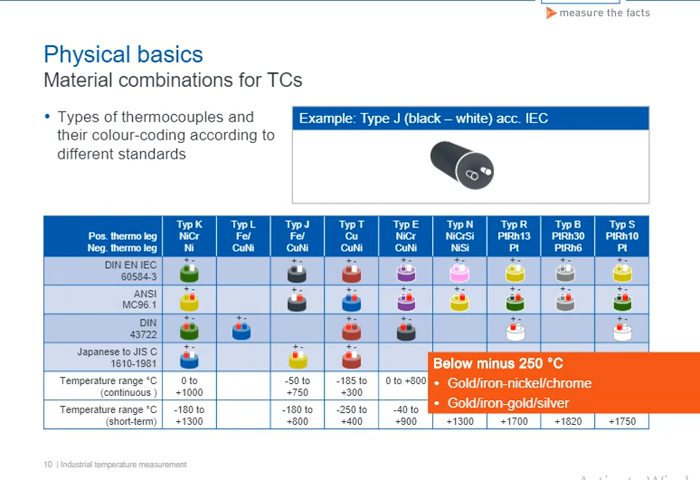 measure the facts
Physical basics
Material combinations for TCs
• Types of thermocouples and
their colour-coding according to
different standards
Example: Type J (black – white) acc. IEC
Pos. thermo leg
Neg. thermo leg
Typ K
NiCr
Ni
Typ L
Fe/
CuNi
Typ J
Fe/
CuNi
Typ T
Cu
CuNi
Typ E
NiCr
CuNi
Typ N
NiCrSi
NiSi
Typ R
PtRh13
Pt
Typ B
PtRh30
PtRh6
Typ S
PtRh10
Pt
DIN EN IEC
60584-3
+ - + - + - + - + - + - + - + -
ANSI
MC96.1
+ - + - + - + - + - + - + - + -
DIN
43722
+ - + - + - + - + - + -
Japanese to JIS C
1610-1981
+ - + - + -
Temperature range °C
(continuous )
0 to
+1000
-50 to
+750
-185 to
+300
0 to +800
Temperature range °C
(short-term)
-180 to
+1300
-180 to
+800
-250 to
+400
-40 to
+900
+1300
+1700
+1820
+1750
Below minus 250 °C
• Gold/iron-nickel/chrome
• Gold/iron-gold/silver
10 | Industrial temperature measurement